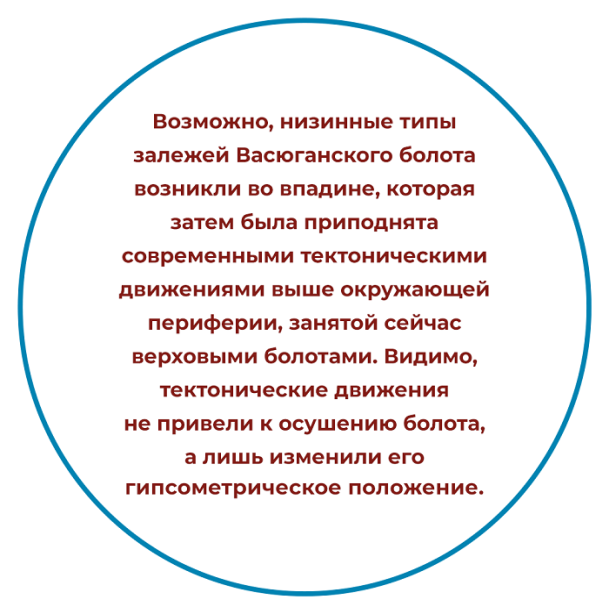 Возможно, низинные типы
залежей Васюганского болота
возникли во впадине, которая
затем была приподнята
современными тектоническими
движениями выше окружающей
периферии, занятой сейчас
верховыми болотами. Видимо,
тектонические движения
не привели к осушению болота,
а лишь изменили его
гипсометрическое положение.